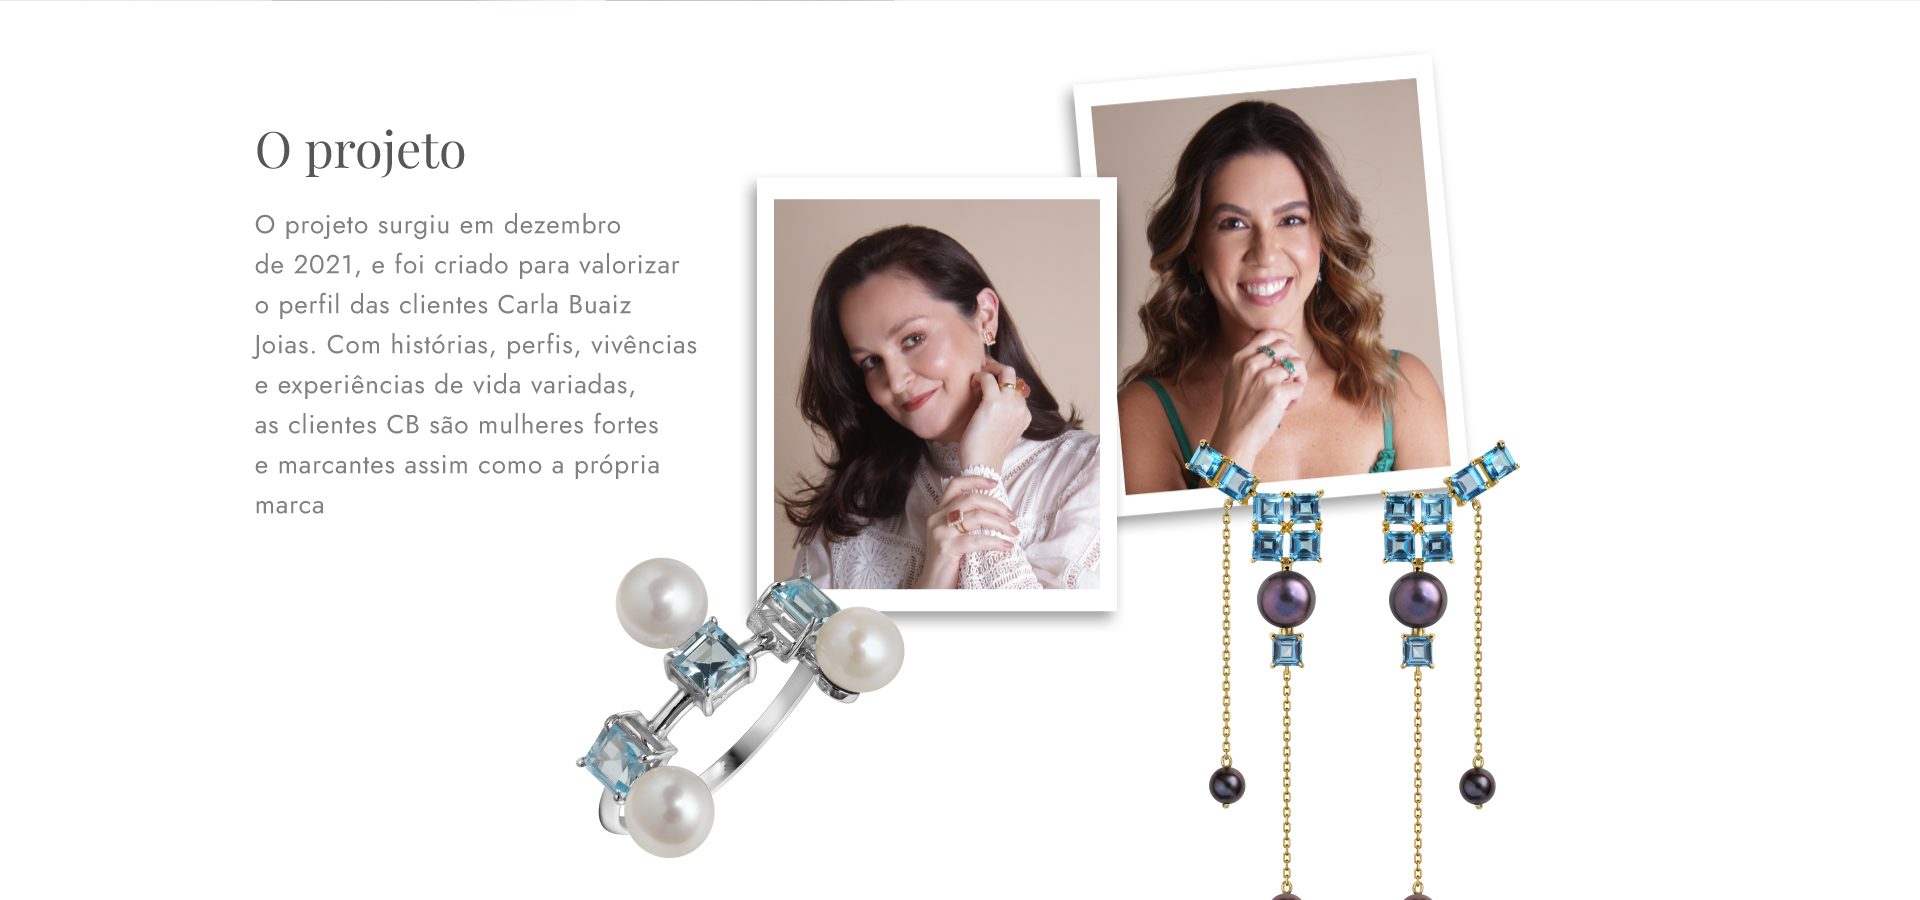 O projeto
O projeto surgiu em dezembro
de 2021, e foi criado para valorizar
o perfil das clientes Carla Buaiz
Joias. Com histórias, perfis, vivências
e experiências de vida variadas,
as clientes CB são mulheres fortes
e marcantes assim como a própria
marca